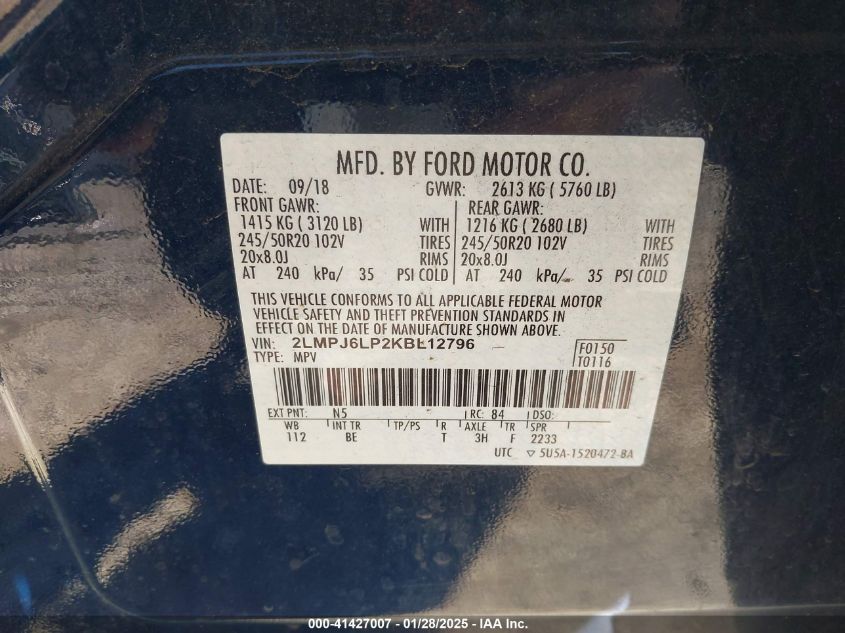 MFD. BY FORD MOTOR CO.
DATE: 09/18 GVWR: 2613 KG ( 5760 LB)
FRONT GAWR: REAR GAWR:
1415 KG ( 3120 LB) WITH 1216 KG ( 2680 LB) WITH
245/50R20 102V TIRES 245/50R20 102V TIRES
20x8.0J RIMS 20x8.0J RIMS
AT 240 kPa/ 35 PSI COLD AT 240 kPa/ 35 PSI COLD
THIS VEHICLE CONFORMS TO ALL APPLICABLE FEDERAL MOTOR
VEHICLE SAFETY AND THEFT PREVENTION STANDARDS IN
EFFECT ON THE DATE OF MANUFACTURE SHOWN ABOVE.
VIN: 2LMPJ6LP2KBL12796 F0150
TYPE: MPV T0116
EXT PNT: N5 RC: 84 DSO:
WB INT TR TP/PS R AXLE TR SPR
112 BE T 3H F 2233
UTC ▽ 5U5A-1520472-BA
000-41427007 - 01/28/2025 - IAA Inc.